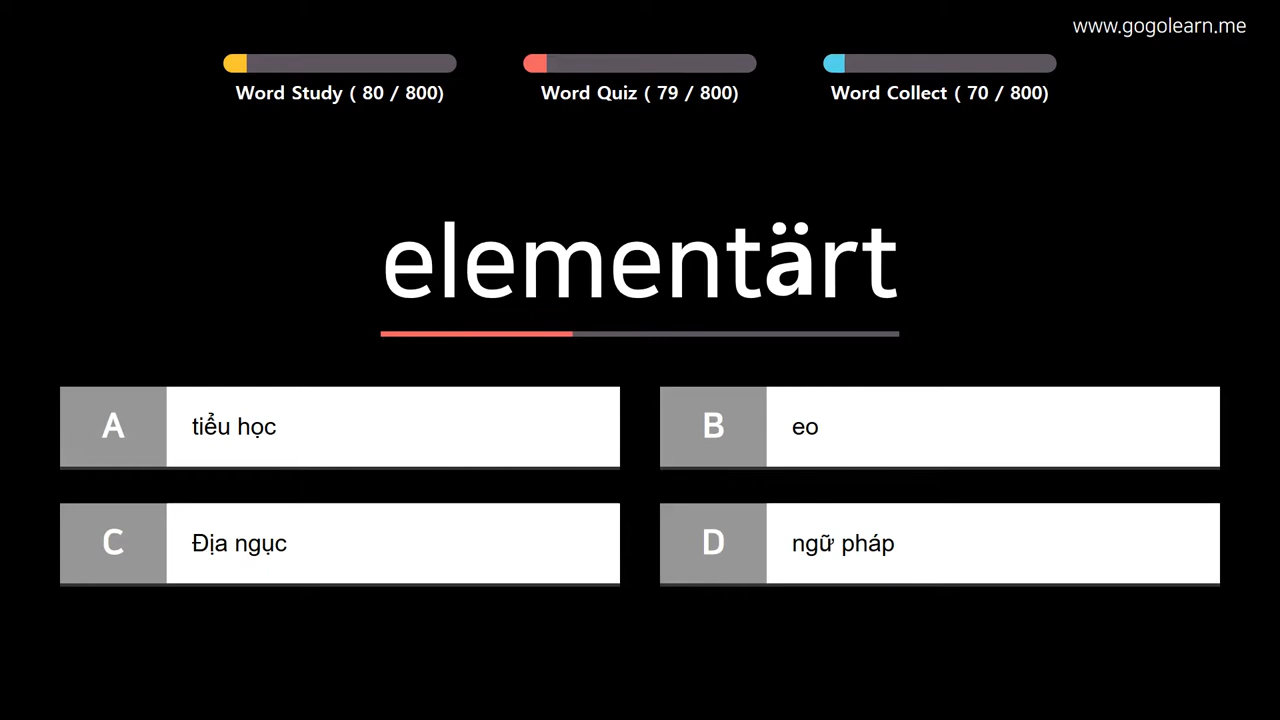 www.gogolearn.me
Word Study ( 80 / 800)
Word Quiz ( 79 / 800)
Word Collect ( 70 / 800)
elementärt
A tiểu học
B eo
C Địa ngục
D ngữ pháp